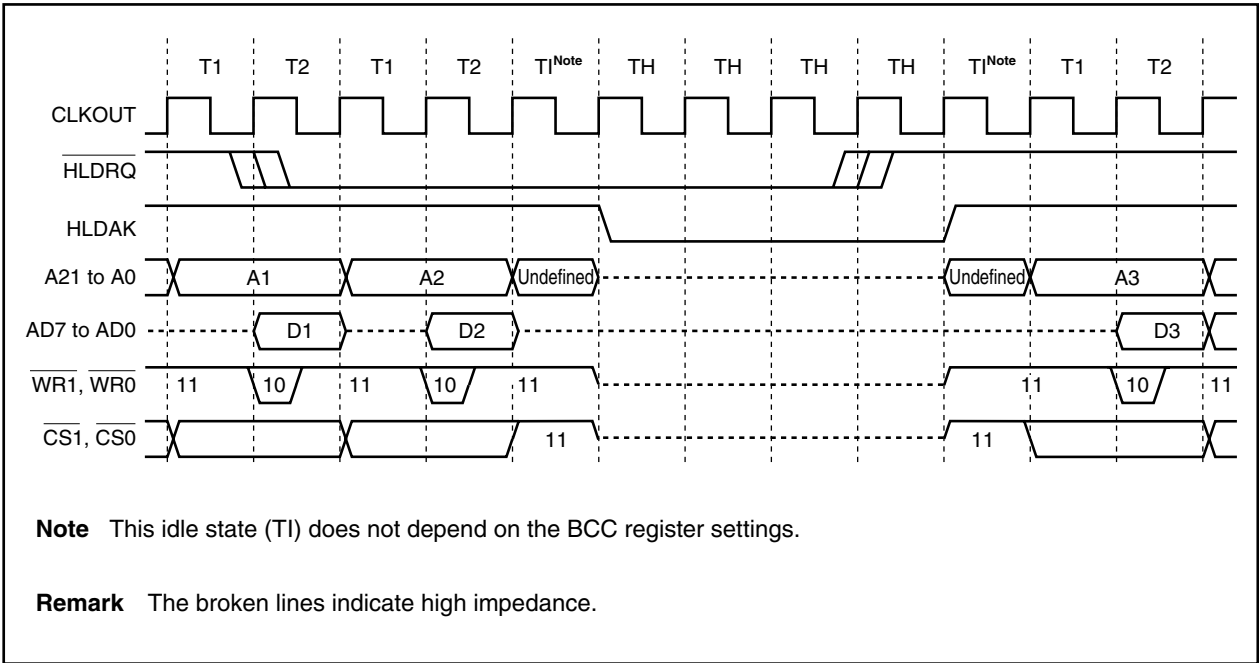 T1 T2 T1 T2 TINote TH TH TH TH TINote T1 T2
CLKOUT
HLDRQ
HLDAK
A21 to A0 A1 A2 Undefined Undefined A3
AD7 to AD0 D1 D2 D3
WR1, WR0 11 10 11 10 11 11 10 11
CS1, CS0 11 11
Note This idle state (TI) does not depend on the BCC register settings.
Remark The broken lines indicate high impedance.